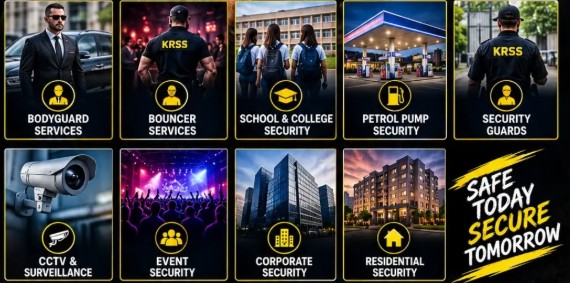 KRSS
KRSS
BODYGUARD
SERVICES
BOUNCER
SERVICES
SCHOOL & COLLEGE
SECURITY
PETROL PUMP
SECURITY
SECURITY
GUARDS
CCTV &
SURVEILLANCE
EVENT
SECURITY
CORPORATE
SECURITY
RESIDENTIAL
SECURITY
SAFE
TODAY
SECURE
TOMORROW